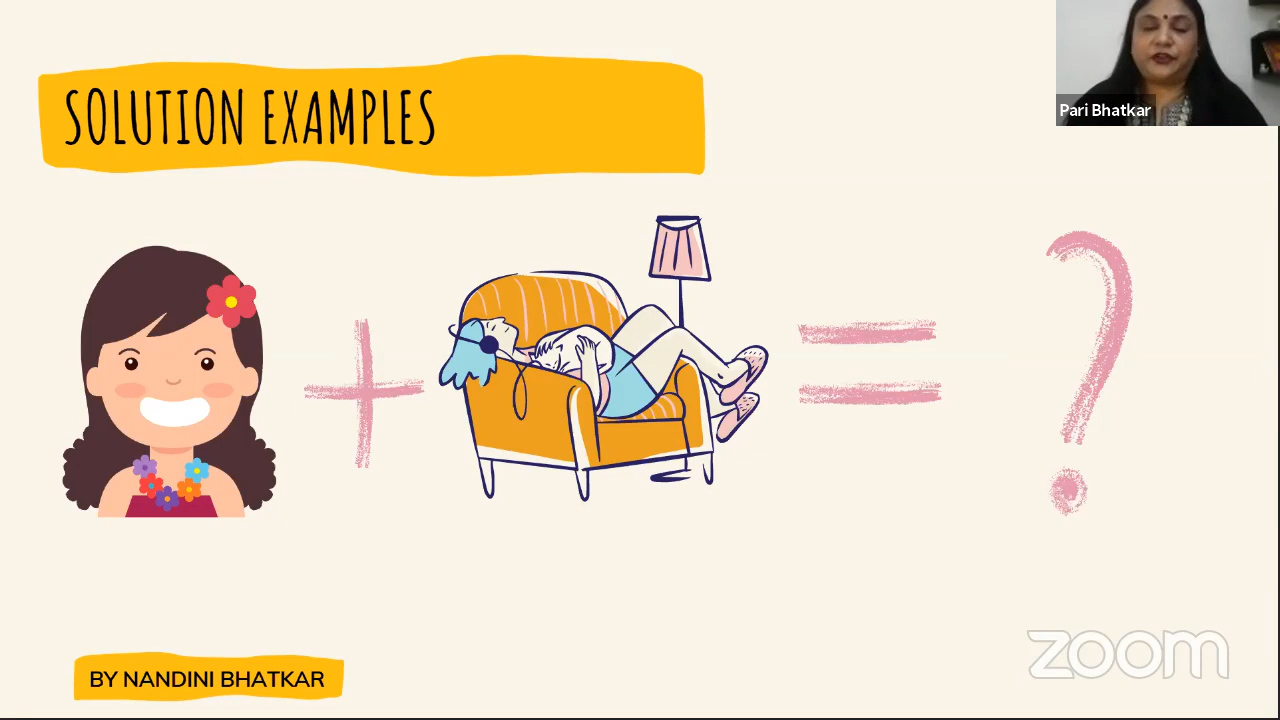 SOLUTION EXAMPLES
Pari Bhatkar
+
=
?
BY NANDINI BHATKAR
zoom